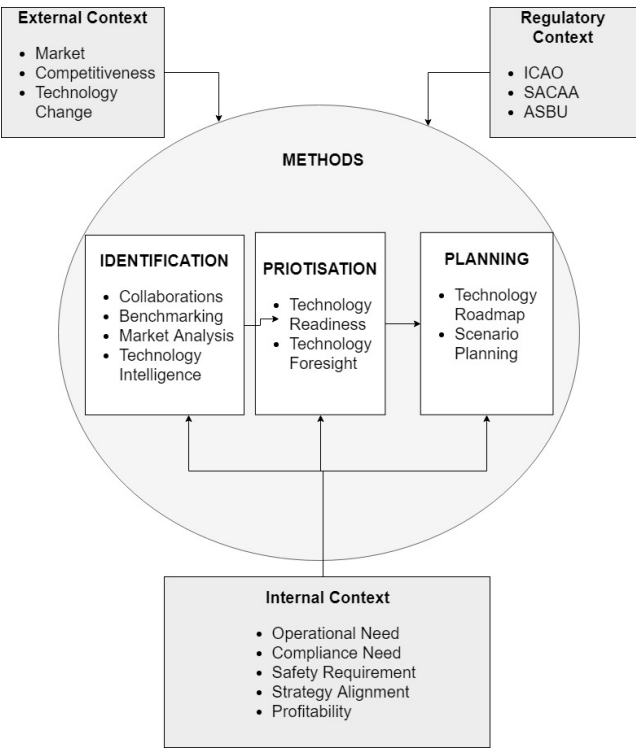 External Context
• Market
• Competitiveness
• Technology
Change
Regulatory
Context
• ICAO
• SACAA
• ASBU
METHODS
IDENTIFICATION
• Collaborations
• Benchmarking
• Market Analysis
• Technology
Intelligence
PRIOTISATION
• Technology
Readiness
• Technology
Foresight
PLANNING
• Technology
Roadmap
• Scenario
Planning
Internal Context
• Operational Need
• Compliance Need
• Safety Requirement
• Strategy Alignment
• Profitability